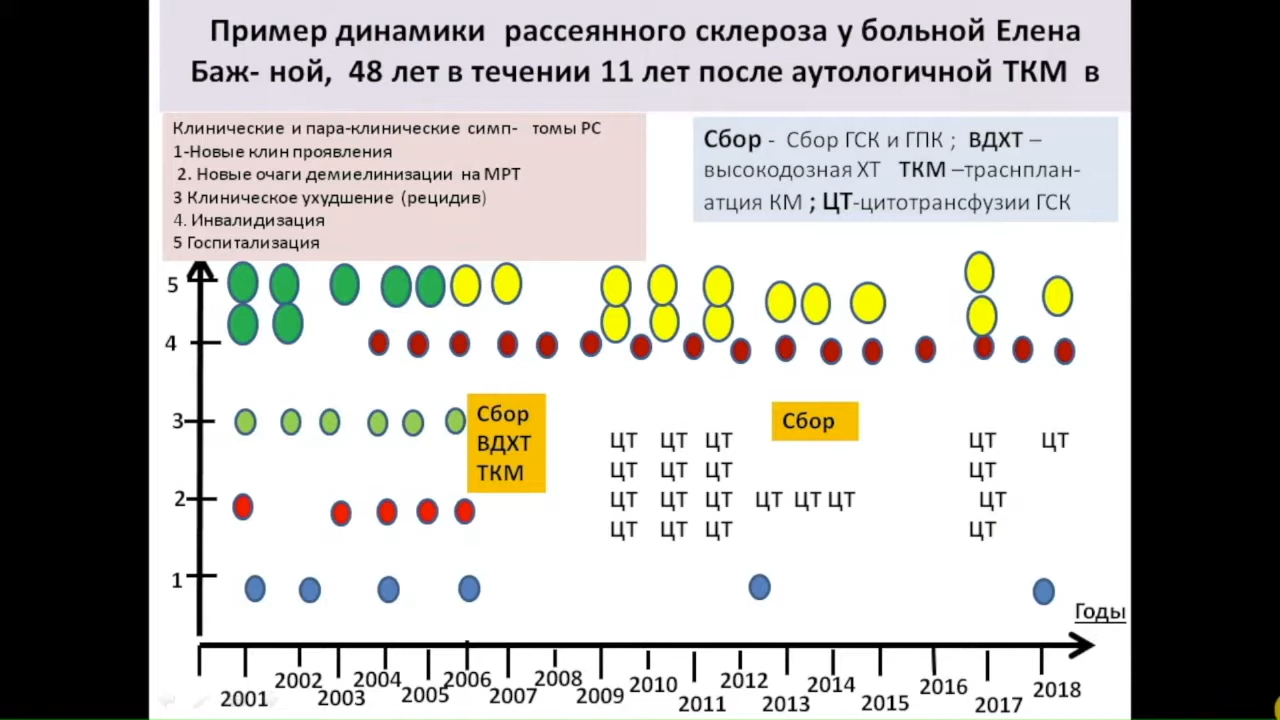 Пример динамики рассеянного склероза у больной Елена
Баж- ной, 48 лет в течении 11 лет после аутологичной ТКМ в
Клинические и пара-клинические симп- томы РС
1-Новые клин проявления
2. Новые очаги демиелинизации на МРТ
3 Клиническое ухудшение (рецидив)
4. Инвалидизация
5 Госпитализация
Сбор - Сбор ГСК и ГПК ; ВДХТ –
высокодозная ХТ ТКМ –траснплан-
атция КМ ; ЦТ-цитотрансфузии ГСК
5
4
3
Сбор
ВДХТ
ТКМ
Сбор
ЦТ ЦТ ЦТ ЦТ ЦТ
ЦТ ЦТ ЦТ ЦТ
2
ЦТ ЦТ ЦТ ЦТ ЦТ ЦТ ЦТ
ЦТ ЦТ ЦТ ЦТ
1
Годы
2001 2002 2003 2004 2005 2006 2007 2008 2009 2010 2011 2012 2013 2014 2015 2016 2017 2018